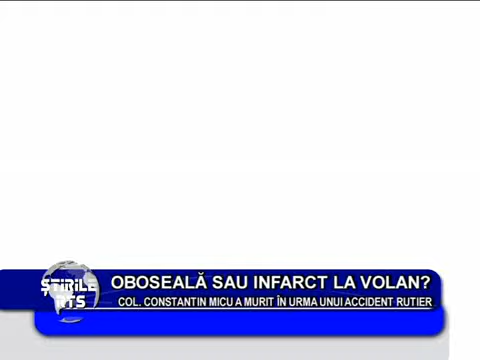 OBOSEALĂ SAU INFARCT LA VOLAN?
ȘTIRILE
RTS
COL. CONSTANTIN MICU A MURIT ÎN URMA UNUI ACCIDENT RUTIER